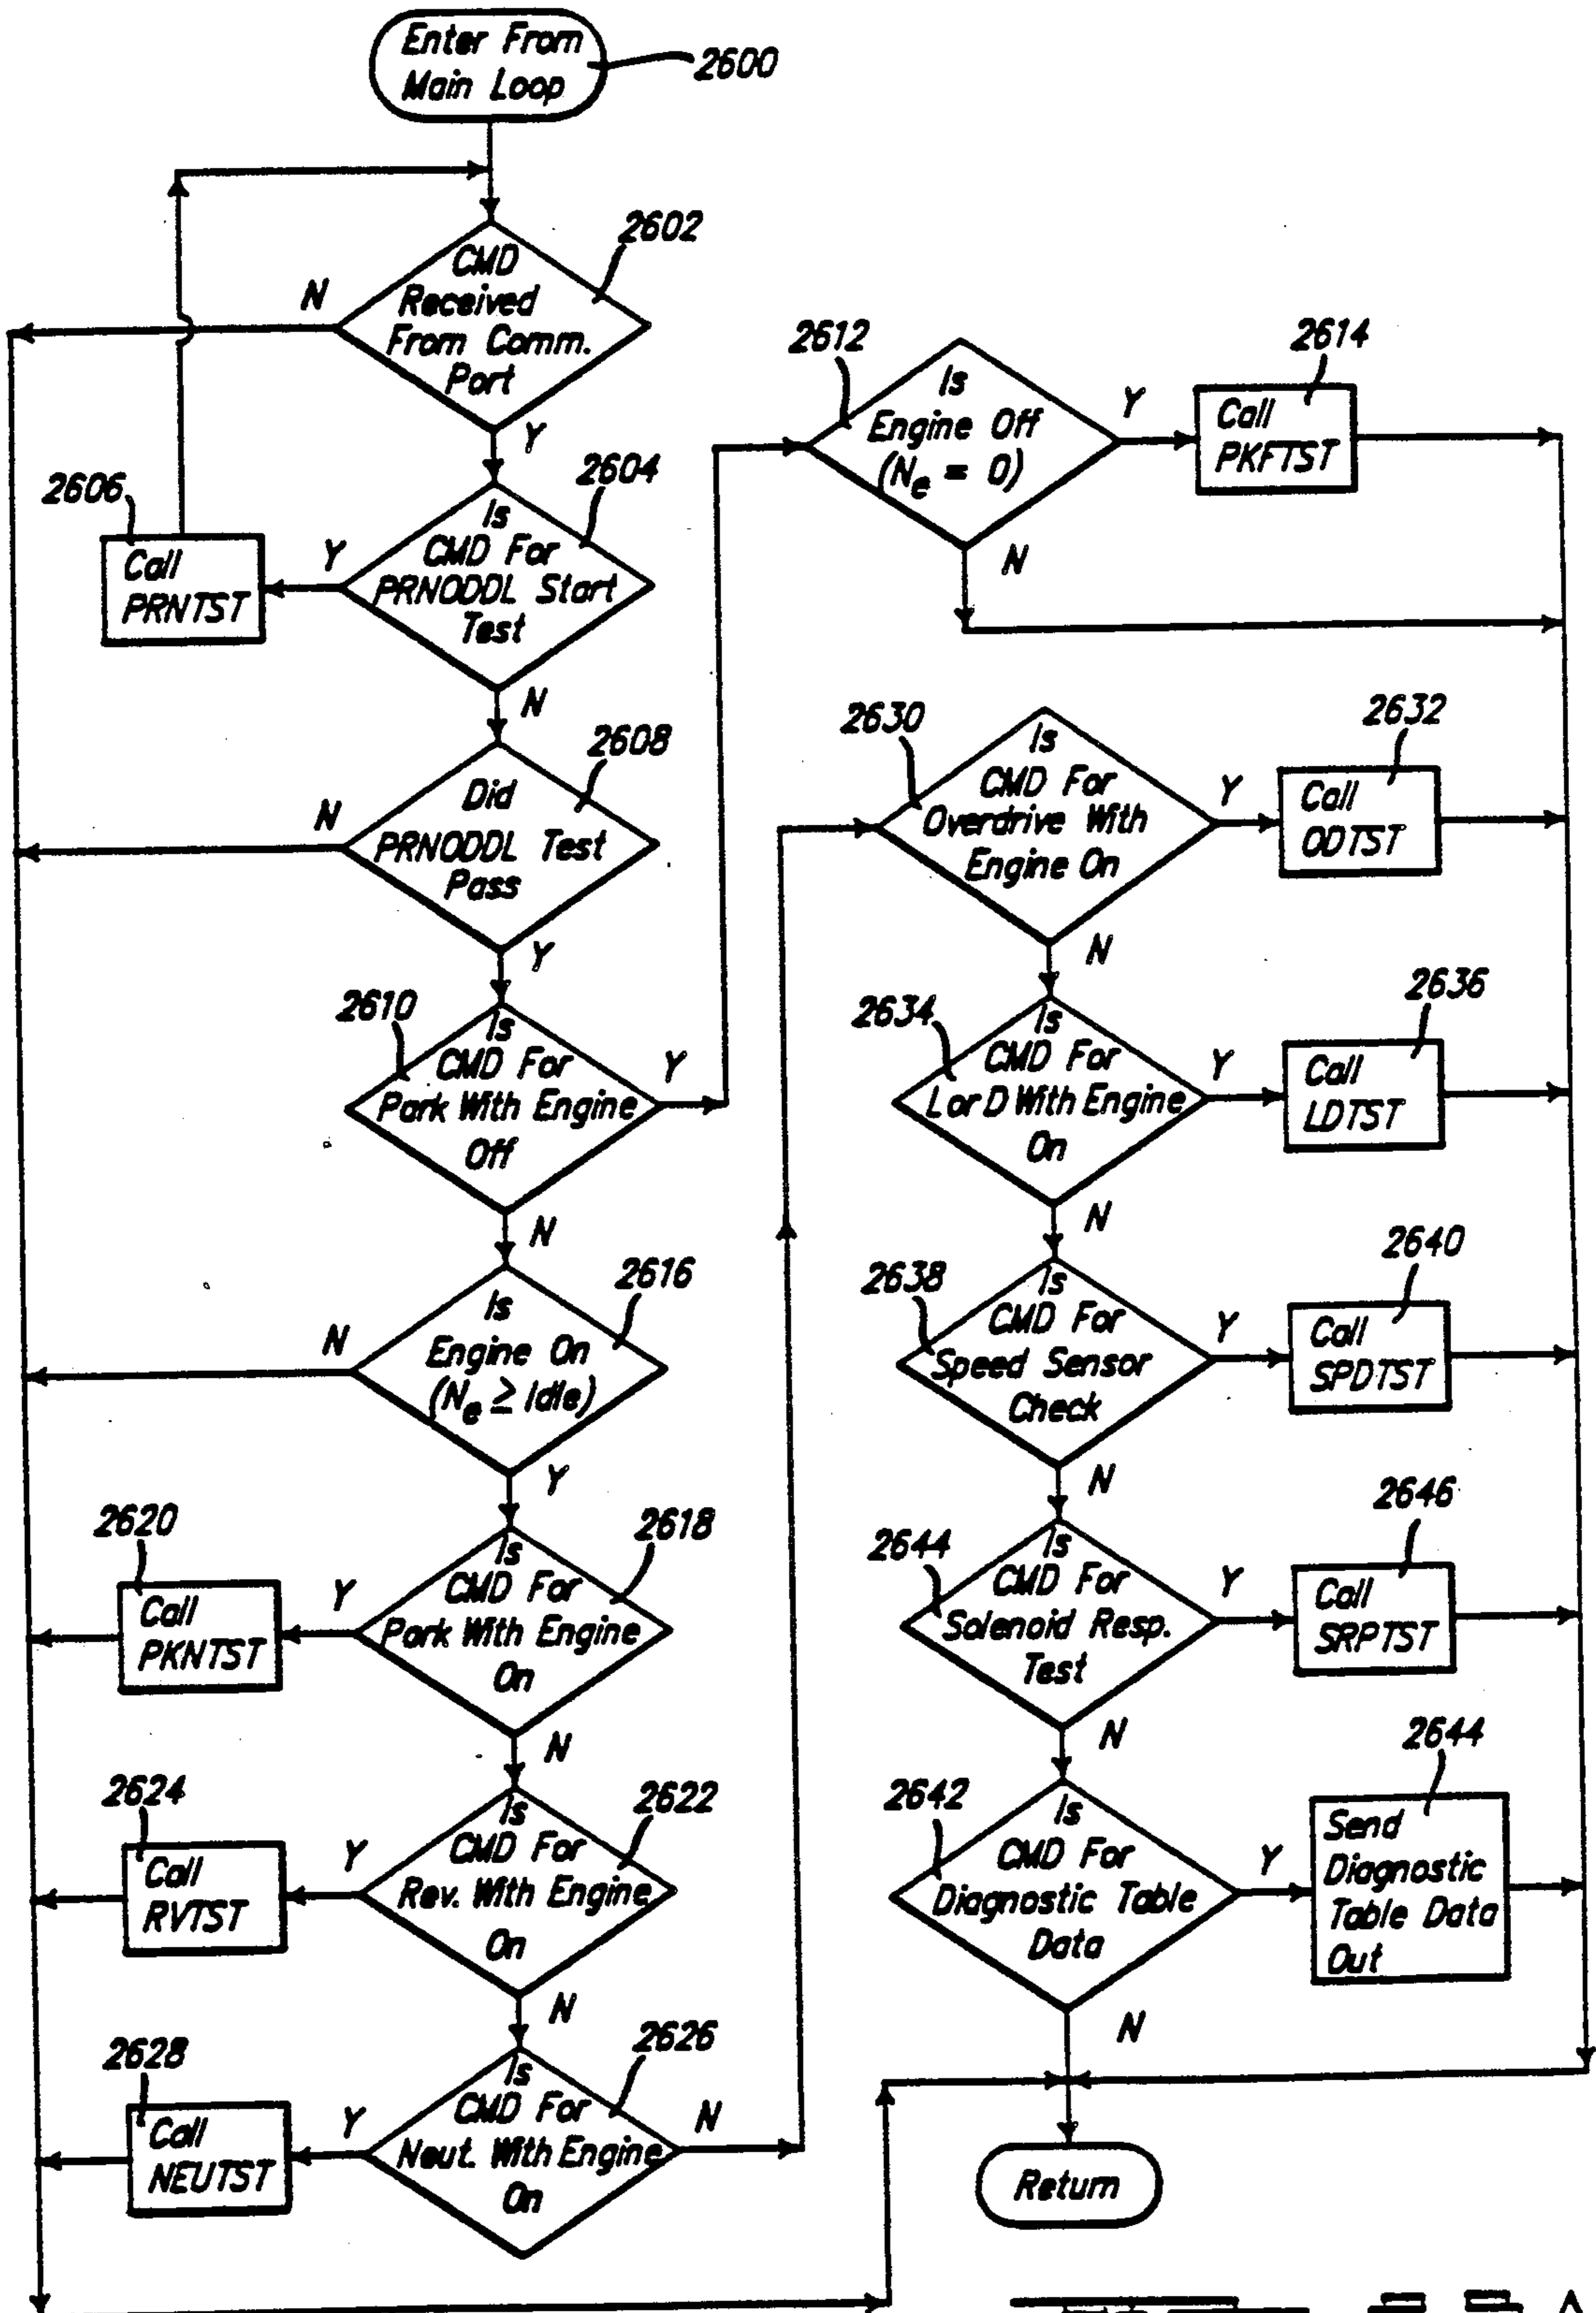 Enter From
Main Loop
2600
CMD
Received
From Comm.
Port
2602
N
Y
Is
CMD For
PRNODDL Start
Test
2604
Y
N
2606
Call
PRNTST
Did
PRNODDL Test
Pass
2608
N
Y
2610
Is
CMD For
Park With Engine
Off
Y
N
2612
Is
Engine Off
(Ne = 0)
Y
N
2614
Call
PKFTST
Is
Engine On
(Ne ≥ Idle)
2616
N
Y
Is
CMD For
Park With Engine
On
2618
Y
N
2620
Call
PKNTST
Is
CMD For
Rev. With Engine
On
2622
Y
N
2624
Call
RVTST
Is
CMD For
Neut. With Engine
On
2626
Y
N
2628
Call
NEUTST
2630
Is
CMD For
Overdrive With
Engine On
Y
N
2632
Call
ODTST
2634
Is
CMD For
L or D With Engine
On
Y
N
2636
Call
LDTST
2638
Is
CMD For
Speed Sensor
Check
Y
N
2640
Call
SPDTST
2644
Is
CMD For
Solenoid Resp.
Test
Y
N
2646
Call
SRPTST
2642
Is
CMD For
Diagnostic Table
Data
Y
N
2644
Send
Diagnostic
Table Data
Out
Return